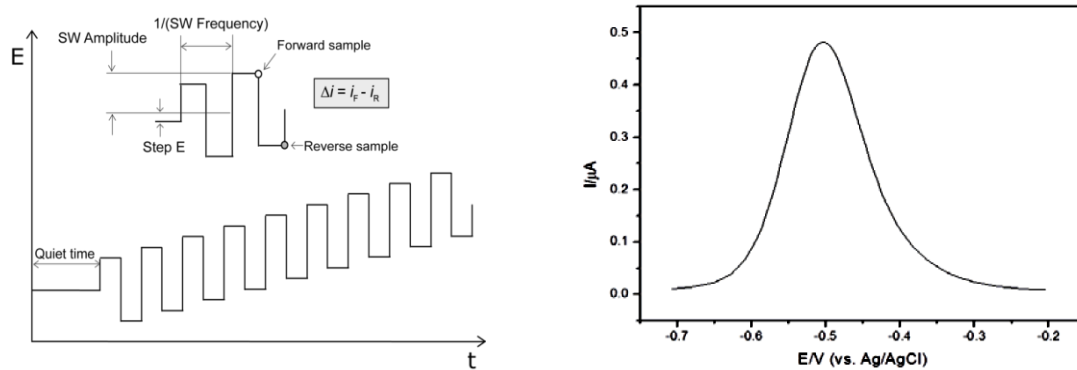 1/(SW Frequency)
SW Amplitude
E
Forward sample
Δi = iF - iR
Step E
Reverse sample
Quiet time
t
0.5
0.4
0.3
0.2
0.1
0.0
I/μA
-0.7
-0.6
-0.5
-0.4
-0.3
-0.2
E/V (vs. Ag/AgCl)